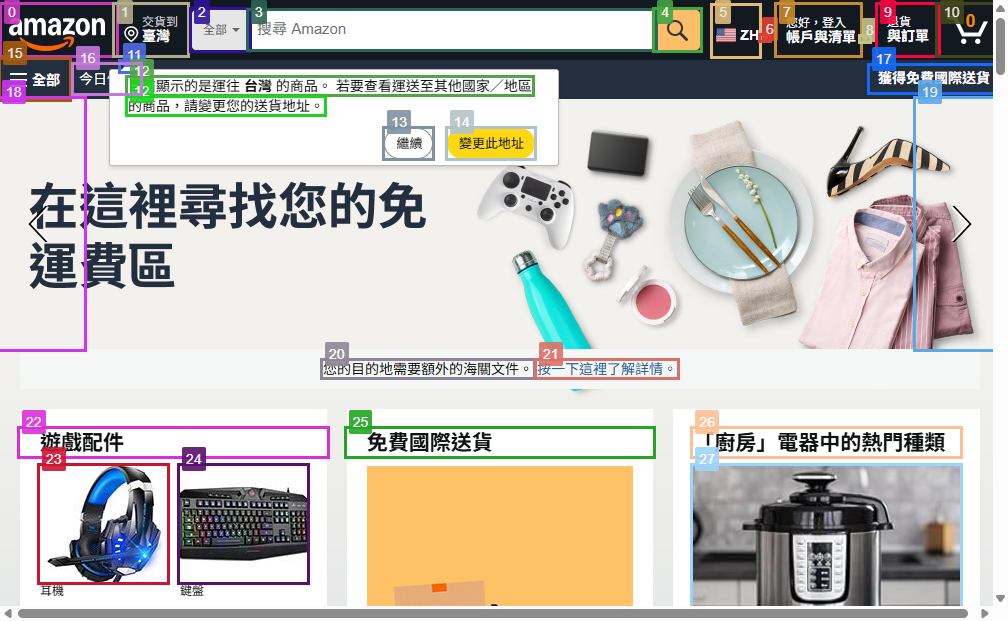 amazon
交貨到
臺灣
全部
搜尋 Amazon
ZH
您好，登入
帳戶與清單
退貨
與訂單
0
全部
今日
獲得免費國際送貨
顯示的是運往 台灣 的商品。 若要查看運送至其他國家／地區
的商品，請變更您的送貨地址。
繼續
變更此地址
在這裡尋找您的免
運費區
您的目的地需要額外的海關文件。
按一下這裡了解詳情。
遊戲配件
免費國際送貨
「廚房」電器中的熱門種類
耳機
鍵盤
0
1
2
3
4
5
6
7
8
9
10
11
12
12
13
14
15
16
17
18
19
20
21
22
23
24
25
26
27